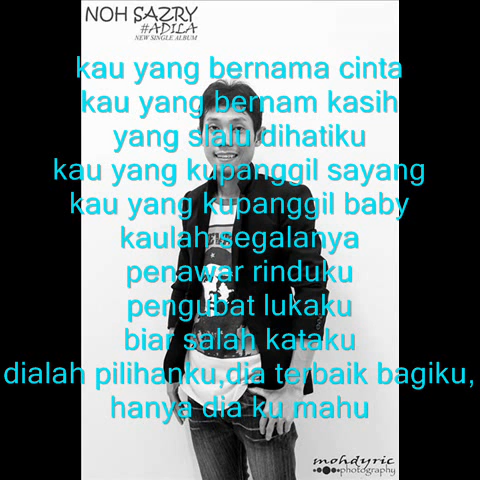 NOH SAZRY
#ADILA
NEW SINGLE ALBUM
kau yang bernama cinta
kau yang bernam kasih
yang slalu dihatiku
kau yang kupanggil sayang
kau yang kupanggil baby
kaulah segalanya
penawar rinduku
pengubat lukaku
biar salah kataku
dialah pilihanku,dia terbaik bagiku,
hanya dia ku mahu
mohdyric
photography